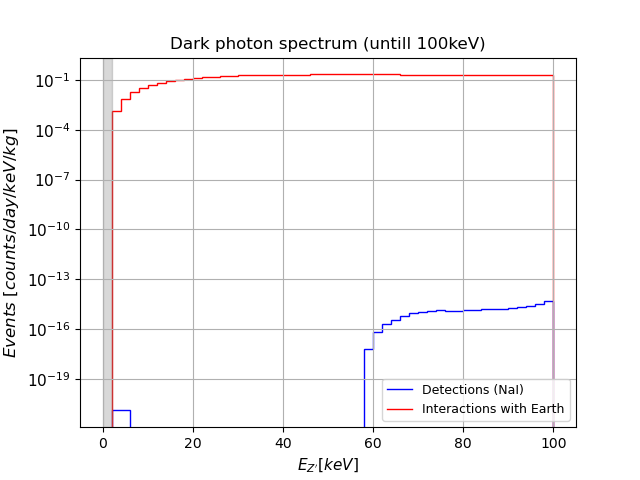 Dark photon spectrum (untill 100keV)
Events [counts/day/keV/kg]
10⁻¹
10⁻⁴
10⁻⁷
10⁻¹⁰
10⁻¹³
10⁻¹⁶
10⁻¹⁹
Detections (NaI)
Interactions with Earth
0 20 40 60 80 100
E_Z'[keV]